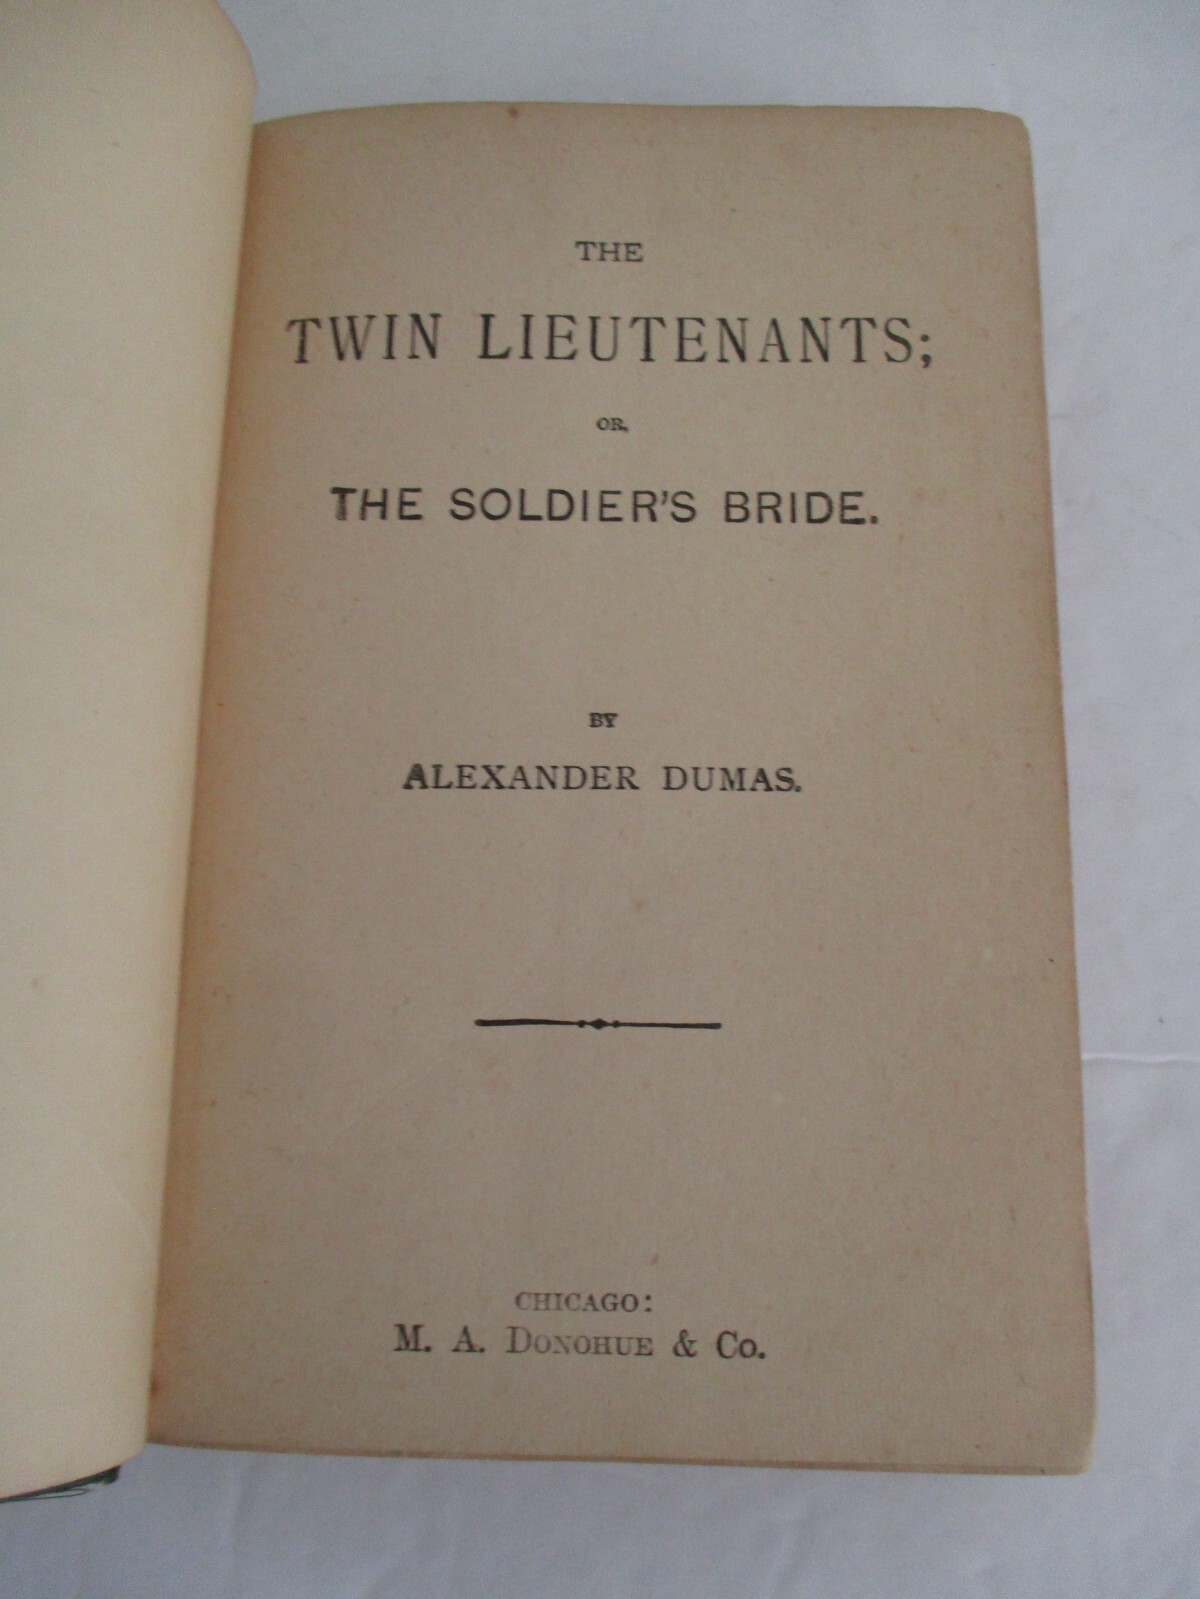 THE
TWIN LIEUTENANTS;
OR,
THE SOLDIER'S BRIDE.
BY
ALEXANDER DUMAS.
CHICAGO:
M. A. DONOHUE & CO.